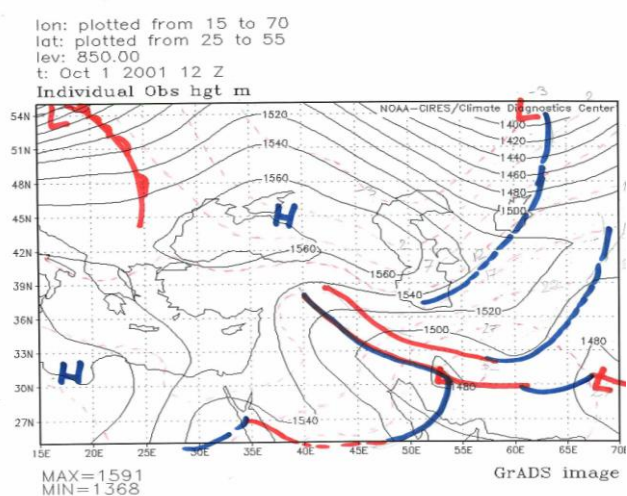 lon: plotted from 15 to 70
lat: plotted from 25 to 55
lev: 850.00
t: Oct 1 2001 12 Z
Individual Obs hgt m
NOAA-CIRES/Climate Diagnostics Center
-3 2
54N L L 1520 1400
1420
51N 1540 1440
1460
48N 1560 1480
1500
45N H
42N 1560
1560
39N 1540
1520
36N 1500
27
33N 1480
30N H L 1480 L
27N 1540
15E 20E 25E 30E 35E 40E 45E 50E 55E 60E 65E 70E
MAX=1591
MIN=1368
GrADS image